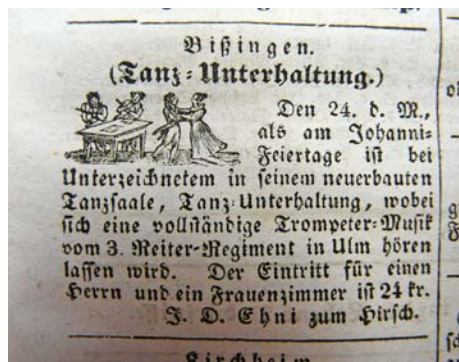 Bißingen.
(Tanz=Unterhaltung.)
Den 24. d. M.,
als am Johanni=
Feiertage ist bei
Unterzeichnetem in seinem neuerbauten
Tanzsaale, Tanz=Unterhaltung, wobei
sich eine vollständige Trompeter=Musik
vom 3. Reiter=Regiment in Ulm hören
lassen wird. Der Eintritt für einen
Herrn und ein Frauenzimmer ist 24 kr.
J. D. Ehni zum Hirsch.
Kirchheim